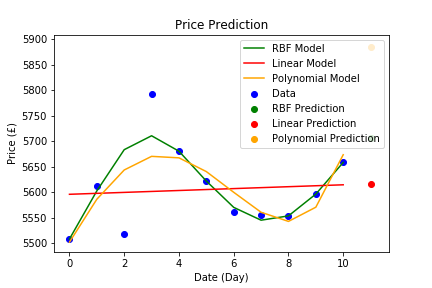 Price Prediction
5900
5850
5800
5750
5700
5650
5600
5550
5500
Price (£)
RBF Model
Linear Model
Polynomial Model
Data
RBF Prediction
Linear Prediction
Polynomial Prediction
0
2
4
6
8
10
Date (Day)